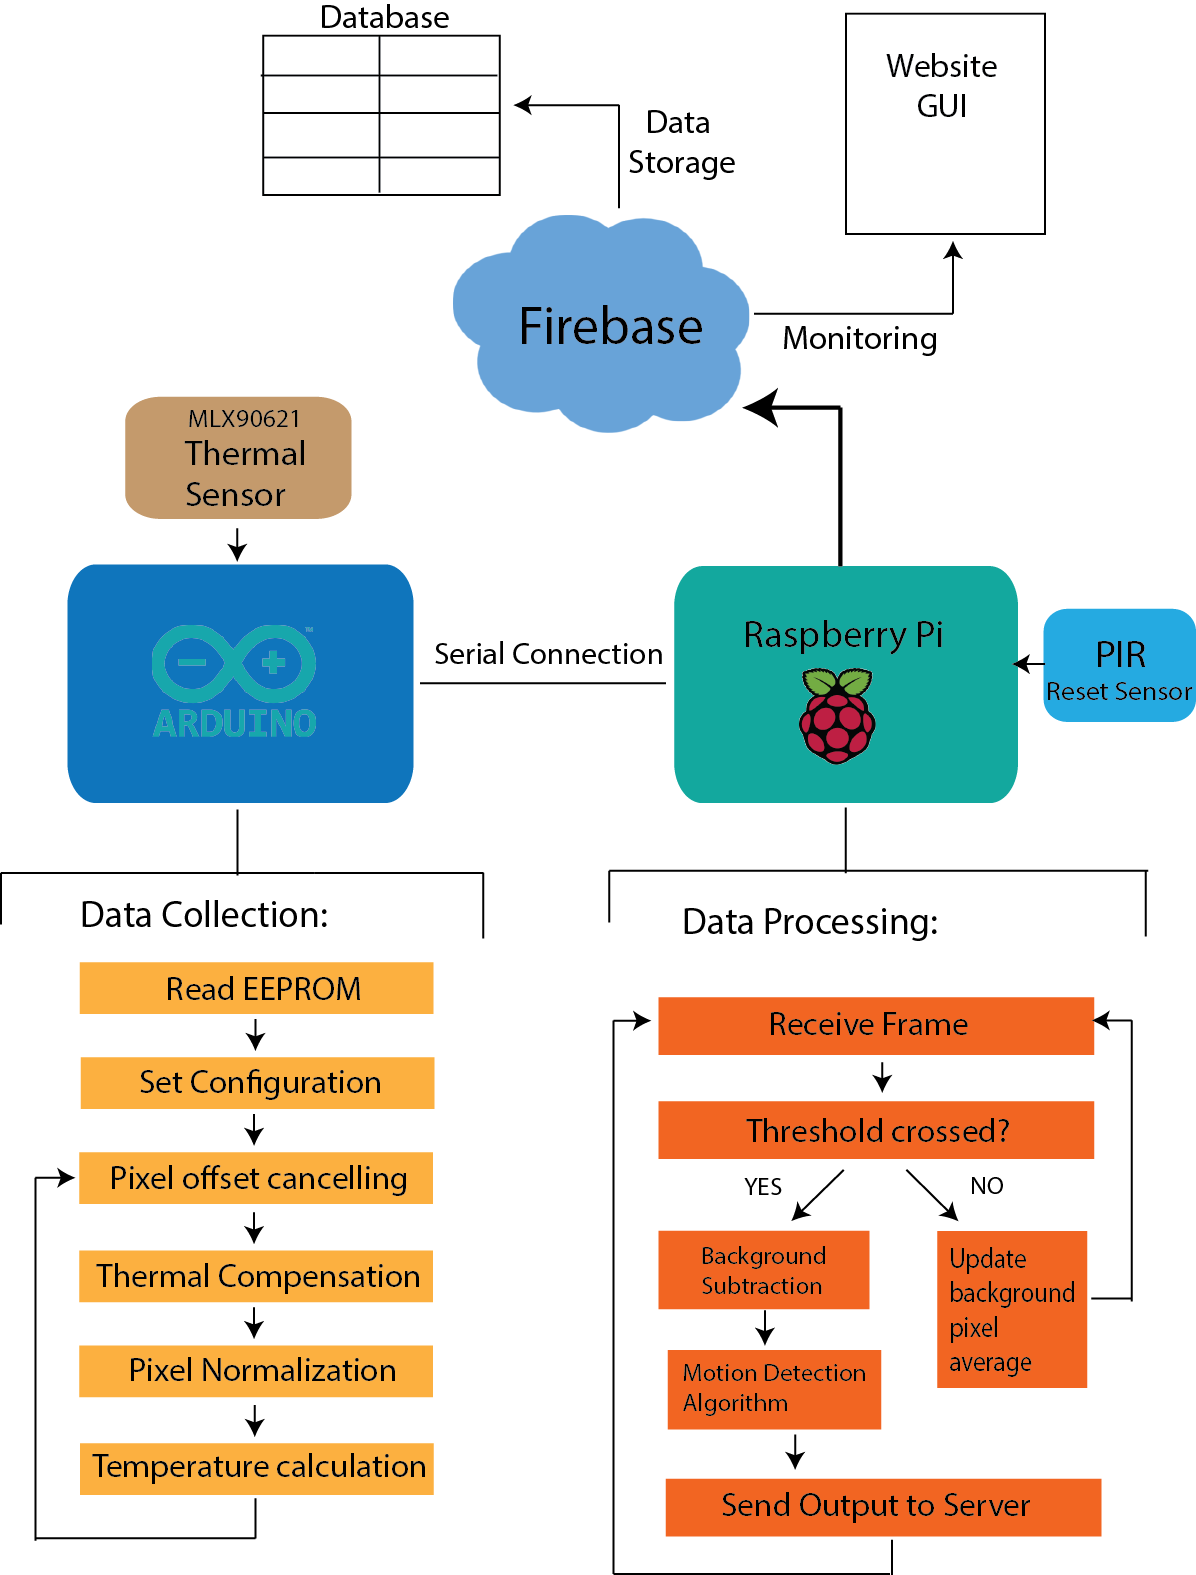 Database
Website
GUI
Data
Storage
Firebase
Monitoring
MLX90621
Thermal
Sensor
ARDUINO
TM
Serial Connection
Raspberry Pi
PIR
Reset Sensor
Data Collection:
Read EEPROM
Set Configuration
Pixel offset cancelling
Thermal Compensation
Pixel Normalization
Temperature calculation
Data Processing:
Receive Frame
Threshold crossed?
YES
NO
Background
Subtraction
Update
background
pixel
average
Motion Detection
Algorithm
Send Output to Server